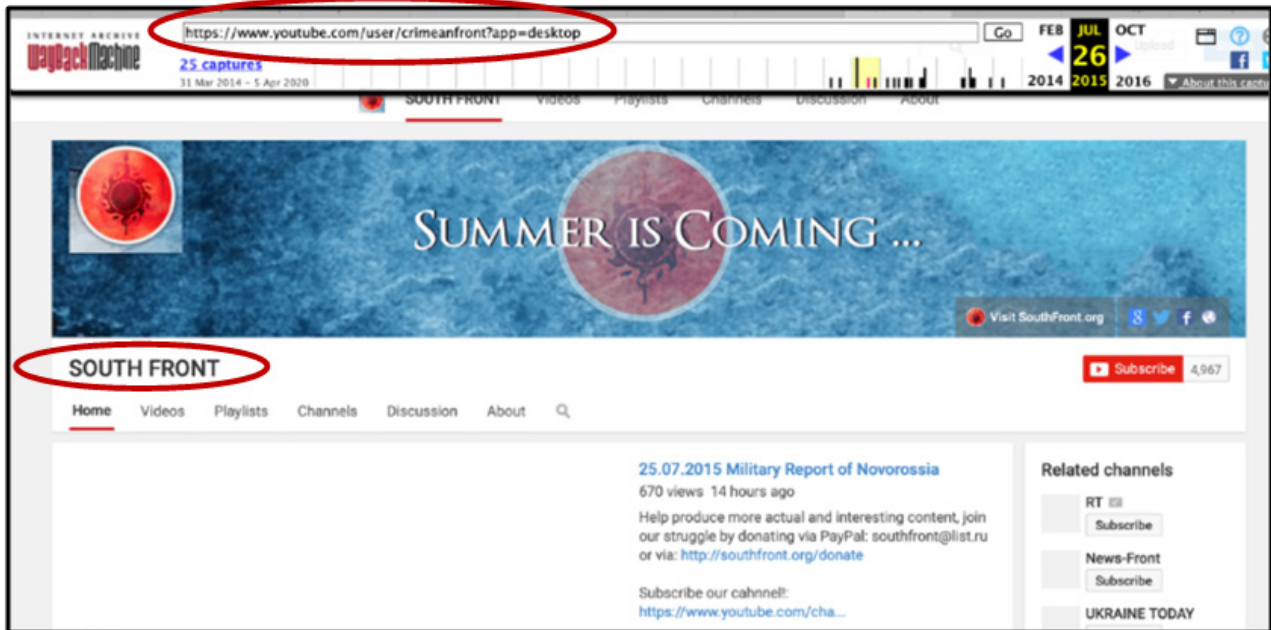 INTERNET ARCHIVE
WayBackMachine
https://www.youtube.com/user/crimeanfront?app=desktop
Go
FEB JUL OCT
26
2014 2015 2016
Upload
25 captures
31 Mar 2014 – 5 Apr 2020
About this captu
SOUTH FRONT Videos Playlists Channels Discussion About
SUMMER IS COMING ...
Visit SouthFront.org
SOUTH FRONT
Subscribe 4,967
Home Videos Playlists Channels Discussion About
25.07.2015 Military Report of Novorossia
670 views 14 hours ago
Help produce more actual and interesting content, join
our struggle by donating via PayPal: southfront@list.ru
or via: http://southfront.org/donate
Subscribe our cahnnel!:
https://www.youtube.com/cha...
Related channels
RT
Subscribe
News-Front
Subscribe
UKRAINE TODAY